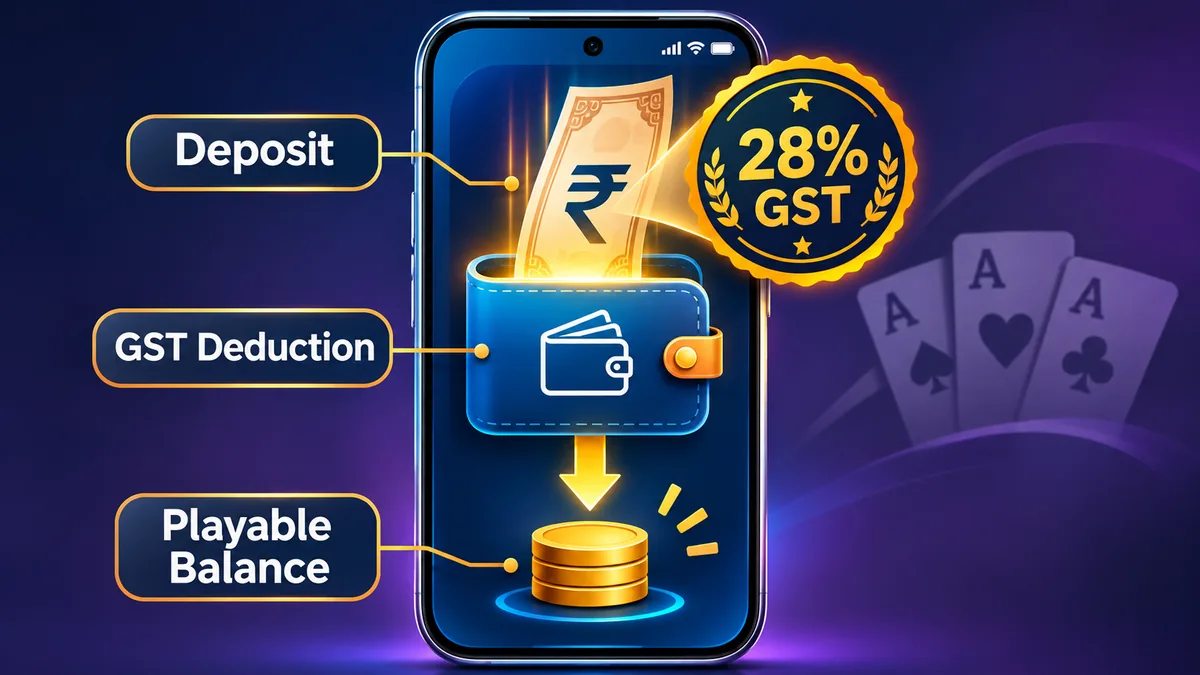 Deposit
₹
28%
GST
GST Deduction
Playable
Balance
A
A
A